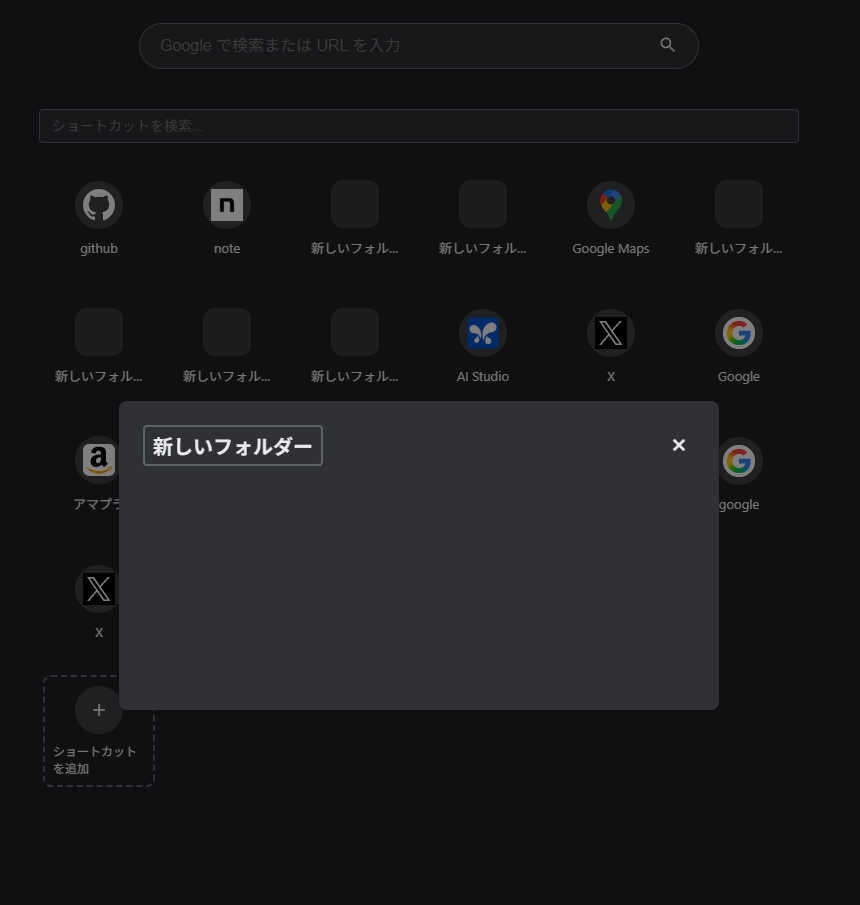 Google で検索または URL を入力
ショートカットを検索...
github
note
新しいフォル...
新しいフォル...
Google Maps
新しいフォル...
新しいフォル...
新しいフォル...
新しいフォル...
AI Studio
X
Google
新しいフォルダー
×
アマプラ
google
X
+
ショートカット
を追加